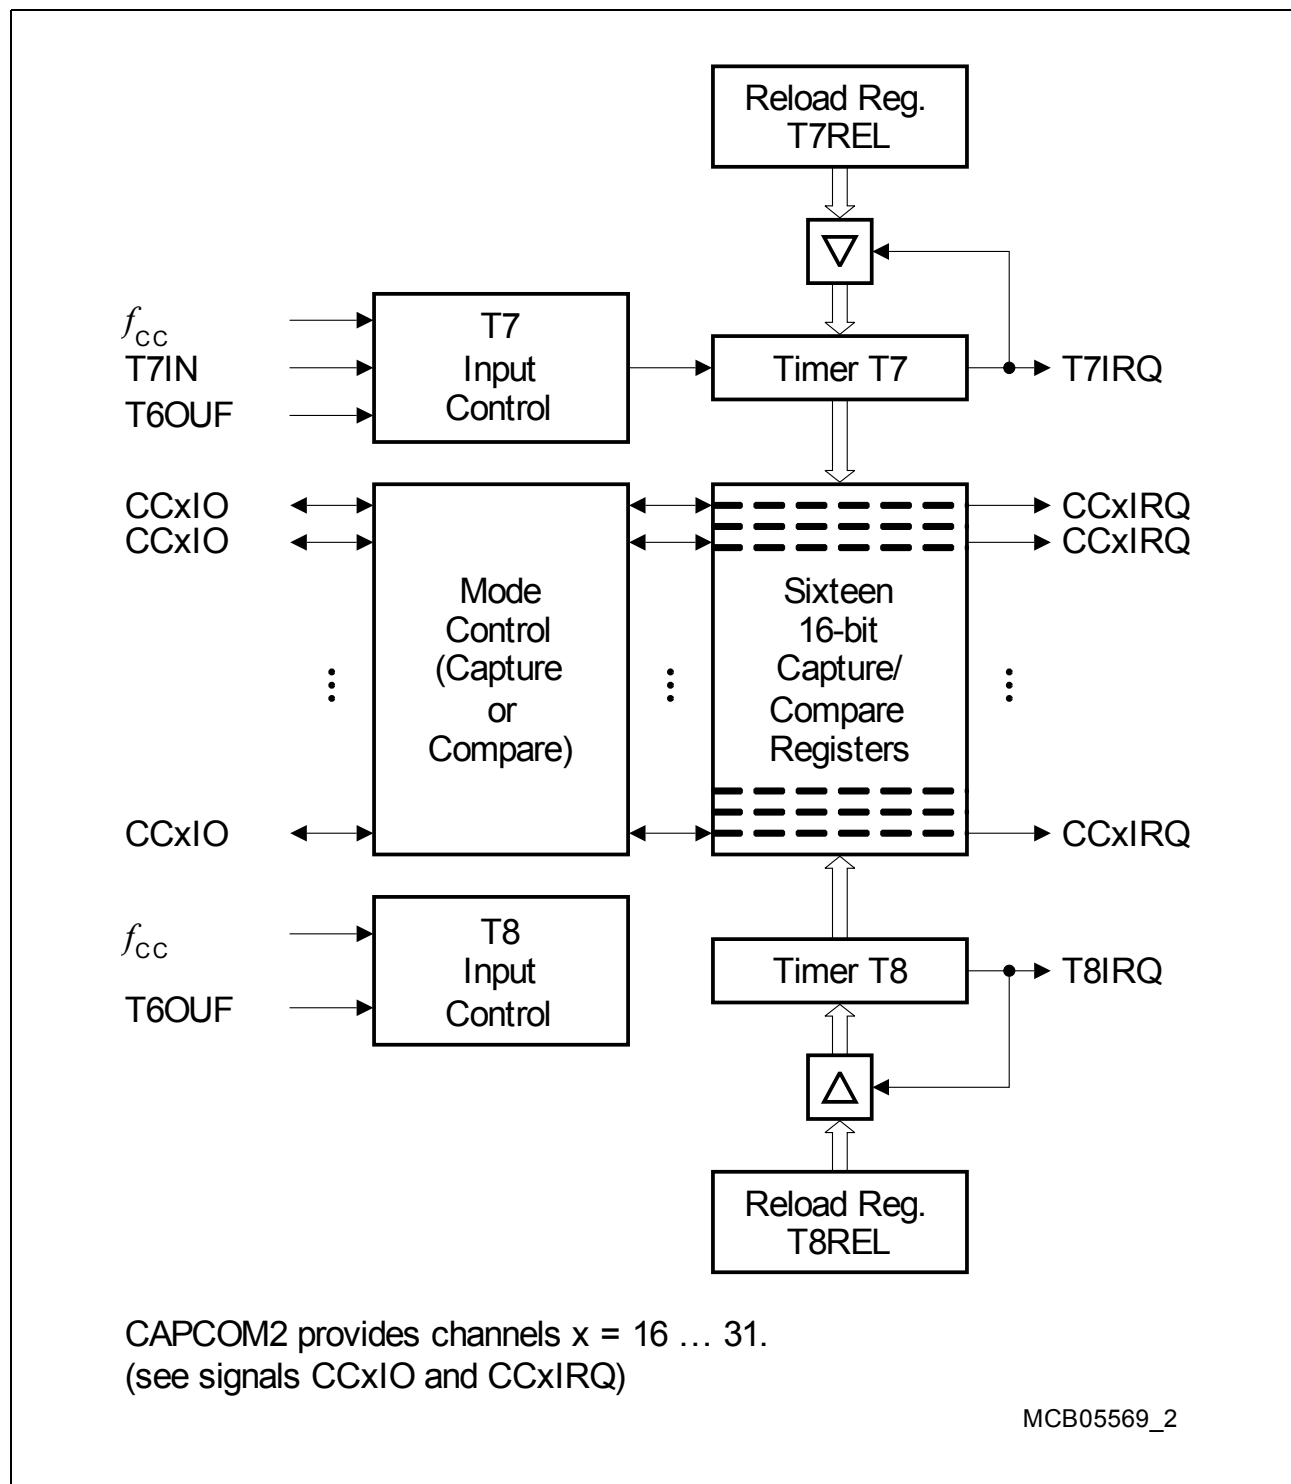 Reload Reg.
T7REL
fCC
T7IN
T6OUF
T7
Input
Control
Timer T7
T7IRQ
CCxIO
CCxIO
CCxIO
Mode
Control
(Capture
or
Compare)
Sixteen
16-bit
Capture/
Compare
Registers
CCxIRQ
CCxIRQ
CCxIRQ
fCC
T6OUF
T8
Input
Control
Timer T8
T8IRQ
Reload Reg.
T8REL
CAPCOM2 provides channels x = 16 … 31.
(see signals CCxIO and CCxIRQ)
MCB05569_2